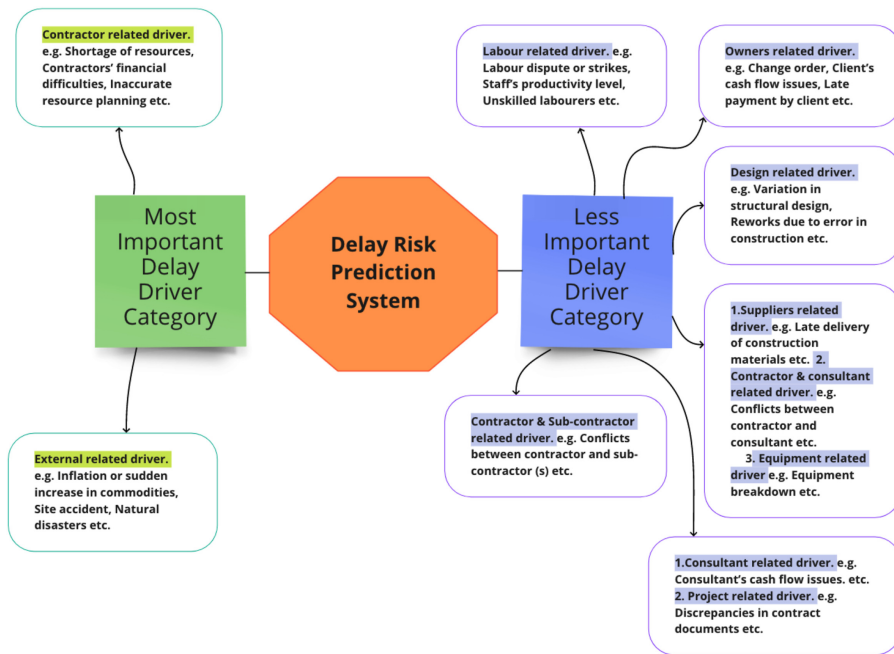 Contractor related driver.
e.g. Shortage of resources,
Contractors' financial
difficulties, Inaccurate
resource planning etc.
Labour related driver. e.g.
Labour dispute or strikes,
Staff's productivity level,
Unskilled labourers etc.
Owners related driver.
e.g. Change order, Client's
cash flow issues, Late
payment by client etc.
Design related driver.
e.g. Variation in
structural design,
Reworks due to error in
construction etc.
Most
Important
Delay
Driver
Category
Delay Risk
Prediction
System
Less
Important
Delay
Driver
Category
1.Suppliers related
driver. e.g. Late delivery
of construction
materials etc. 2.
Contractor & consultant
related driver. e.g.
Conflicts between
contractor and
consultant etc.
3. Equipment related
driver e.g. Equipment
breakdown etc.
Contractor & Sub-contractor
related driver. e.g. Conflicts
between contractor and sub-
contractor (s) etc.
External related driver.
e.g. Inflation or sudden
increase in commodities,
Site accident, Natural
disasters etc.
1.Consultant related driver. e.g.
Consultant's cash flow issues. etc.
2. Project related driver. e.g.
Discrepancies in contract
documents etc.